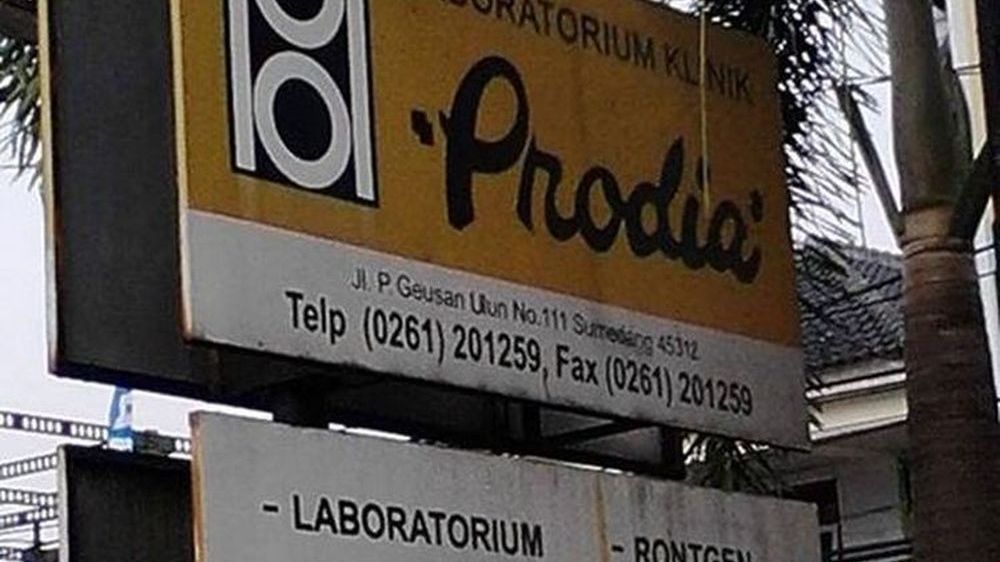 LABORATORIUM KLINIK
"Prodia"
Jl. P. Geusan Ulun No.111 Sumedang 45312
Telp (0261) 201259, Fax (0261) 201259
- LABORATORIUM
- RONTGEN